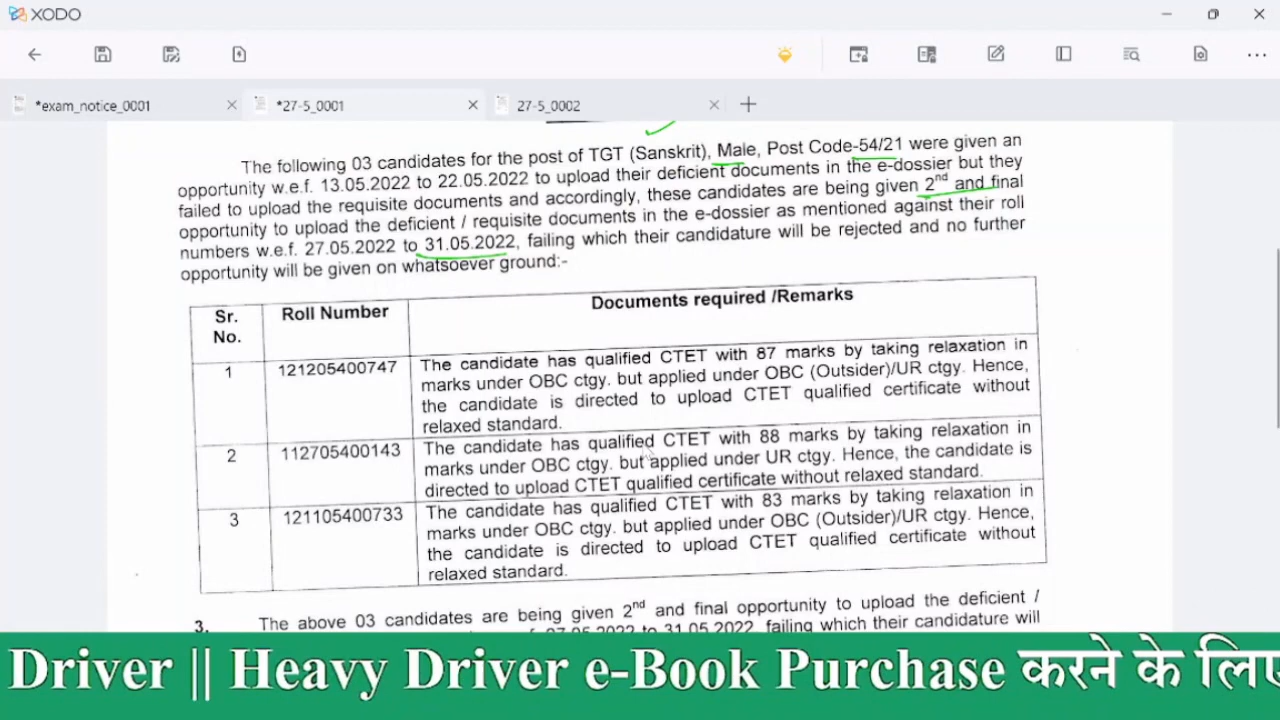 XODO
*exam_notice_0001
*27-5_0001
27-5_0002
The following 03 candidates for the post of TGT (Sanskrit), Male, Post Code-54/21 were given an
opportunity w.e.f. 13.05.2022 to 22.05.2022 to upload their deficient documents in the e-dossier but they
failed to upload the requisite documents and accordingly, these candidates are being given 2nd and final
opportunity to upload the deficient / requisite documents in the e-dossier as mentioned against their roll
numbers w.e.f. 27.05.2022 to 31.05.2022, failing which their candidature will be rejected and no further
opportunity will be given on whatsoever ground:-
Sr. No.
Roll Number
Documents required /Remarks
1
121205400747
The candidate has qualified CTET with 87 marks by taking relaxation in
marks under OBC ctgy. but applied under OBC (Outsider)/UR ctgy. Hence,
the candidate is directed to upload CTET qualified certificate without
relaxed standard.
2
112705400143
The candidate has qualified CTET with 88 marks by taking relaxation in
marks under OBC ctgy. but applied under UR ctgy. Hence, the candidate is
directed to upload CTET qualified certificate without relaxed standard.
3
121105400733
The candidate has qualified CTET with 83 marks by taking relaxation in
marks under OBC ctgy. but applied under OBC (Outsider)/UR ctgy. Hence,
the candidate is directed to upload CTET qualified certificate without
relaxed standard.
3. The above 03 candidates are being given 2nd and final opportunity to upload the deficient /
27.05.2022 to 31.05.2022, failing which their candidature will
Driver || Heavy Driver e-Book Purchase करने के लिए